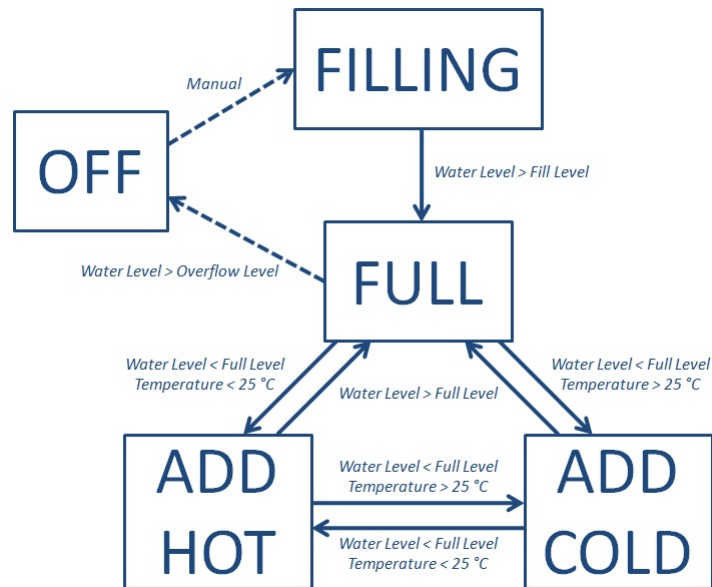 FILLING
Manual
OFF
Water Level > Fill Level
Water Level > Overflow Level
FULL
Water Level < Full Level
Temperature < 25 °C
Water Level > Full Level
Water Level < Full Level
Temperature > 25 °C
ADD
HOT
Water Level < Full Level
Temperature > 25 °C
Water Level < Full Level
Temperature < 25 °C
ADD
COLD